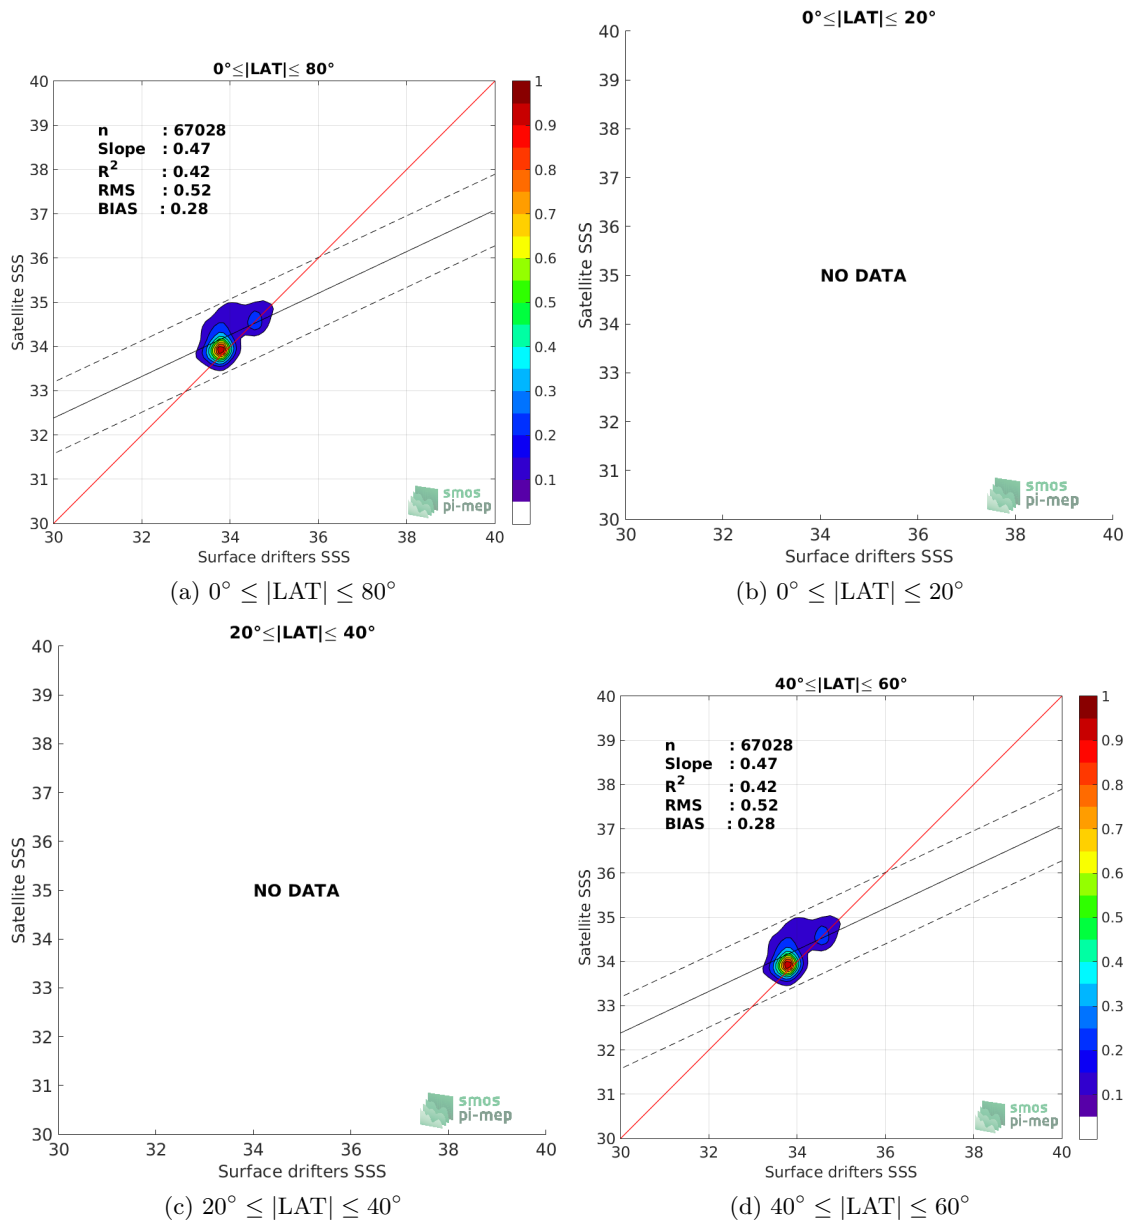 0°≤|LAT|≤ 80°
40
39
38
37
36
35
34
33
32
31
30
Satellite SSS
n : 67028
Slope : 0.47
R² : 0.42
RMS : 0.52
BIAS : 0.28
smos
pi-mep
30 32 34 36 38 40
Surface drifters SSS
1
0.9
0.8
0.7
0.6
0.5
0.4
0.3
0.2
0.1
(a) 0° ≤ |LAT| ≤ 80°
0°≤|LAT|≤ 20°
40
39
38
37
36
35
34
33
32
31
30
Satellite SSS
NO DATA
smos
pi-mep
30 32 34 36 38 40
Surface drifters SSS
(b) 0° ≤ |LAT| ≤ 20°
20°≤|LAT|≤ 40°
40
39
38
37
36
35
34
33
32
31
30
Satellite SSS
NO DATA
smos
pi-mep
30 32 34 36 38 40
Surface drifters SSS
(c) 20° ≤ |LAT| ≤ 40°
40°≤|LAT|≤ 60°
40
39
38
37
36
35
34
33
32
31
30
Satellite SSS
n : 67028
Slope : 0.47
R² : 0.42
RMS : 0.52
BIAS : 0.28
smos
pi-mep
30 32 34 36 38 40
Surface drifters SSS
1
0.9
0.8
0.7
0.6
0.5
0.4
0.3
0.2
0.1
(d) 40° ≤ |LAT| ≤ 60°